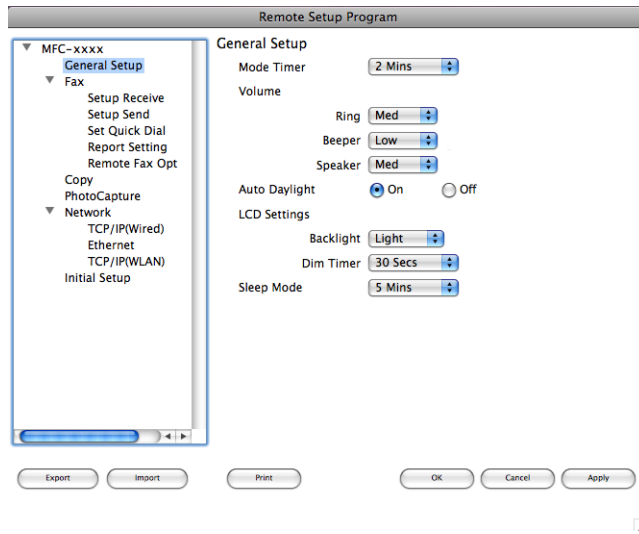 Remote Setup Program
MFC-xxxx
General Setup
Fax
Setup Receive
Setup Send
Set Quick Dial
Report Setting
Remote Fax Opt
Copy
PhotoCapture
Network
TCP/IP(Wired)
Ethernet
TCP/IP(WLAN)
Initial Setup
General Setup
Mode Timer 2 Mins
Volume
Ring Med
Beeper Low
Speaker Med
Auto Daylight On Off
LCD Settings
Backlight Light
Dim Timer 30 Secs
Sleep Mode 5 Mins
Export Import Print OK Cancel Apply